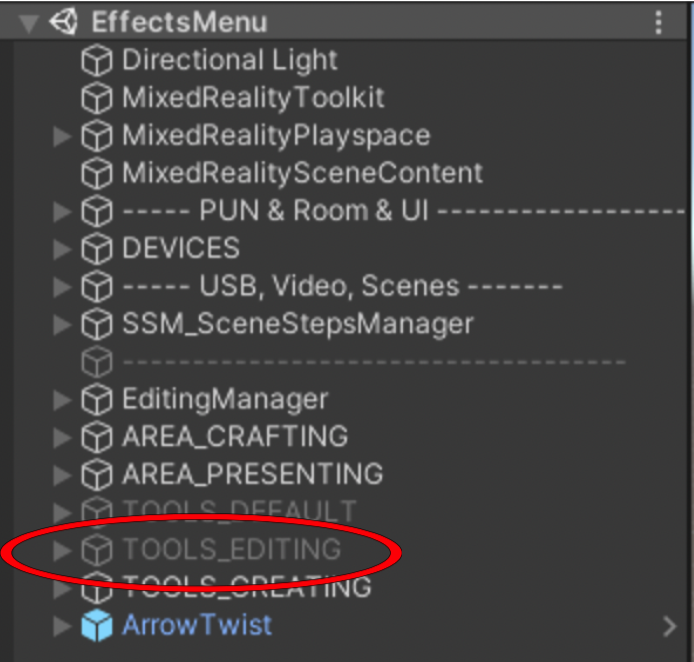 EffectsMenu
Directional Light
MixedRealityToolkit
MixedRealityPlayspace
MixedRealitySceneContent
----- PUN & Room & UI ------------------
DEVICES
----- USB, Video, Scenes -------
SSM_SceneStepsManager
------------------------------------
EditingManager
AREA_CRAFTING
AREA_PRESENTING
TOOLS_DEFAULT
TOOLS_EDITING
TOOLS_CREATING
ArrowTwist